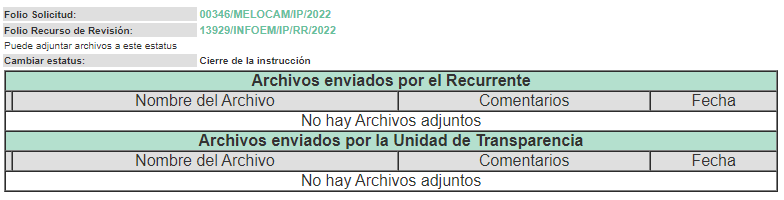 Folio Solicitud: 00346/MELOCAM/IP/2022
Folio Recurso de Revisión: 13929/INFOEM/IP/RR/2022
Puede adjuntar archivos a este estatus
Cambiar estatus: Cierre de la instrucción
Archivos enviados por el Recurrente
Nombre del Archivo Comentarios Fecha
No hay Archivos adjuntos
Archivos enviados por la Unidad de Transparencia
Nombre del Archivo Comentarios Fecha
No hay Archivos adjuntos